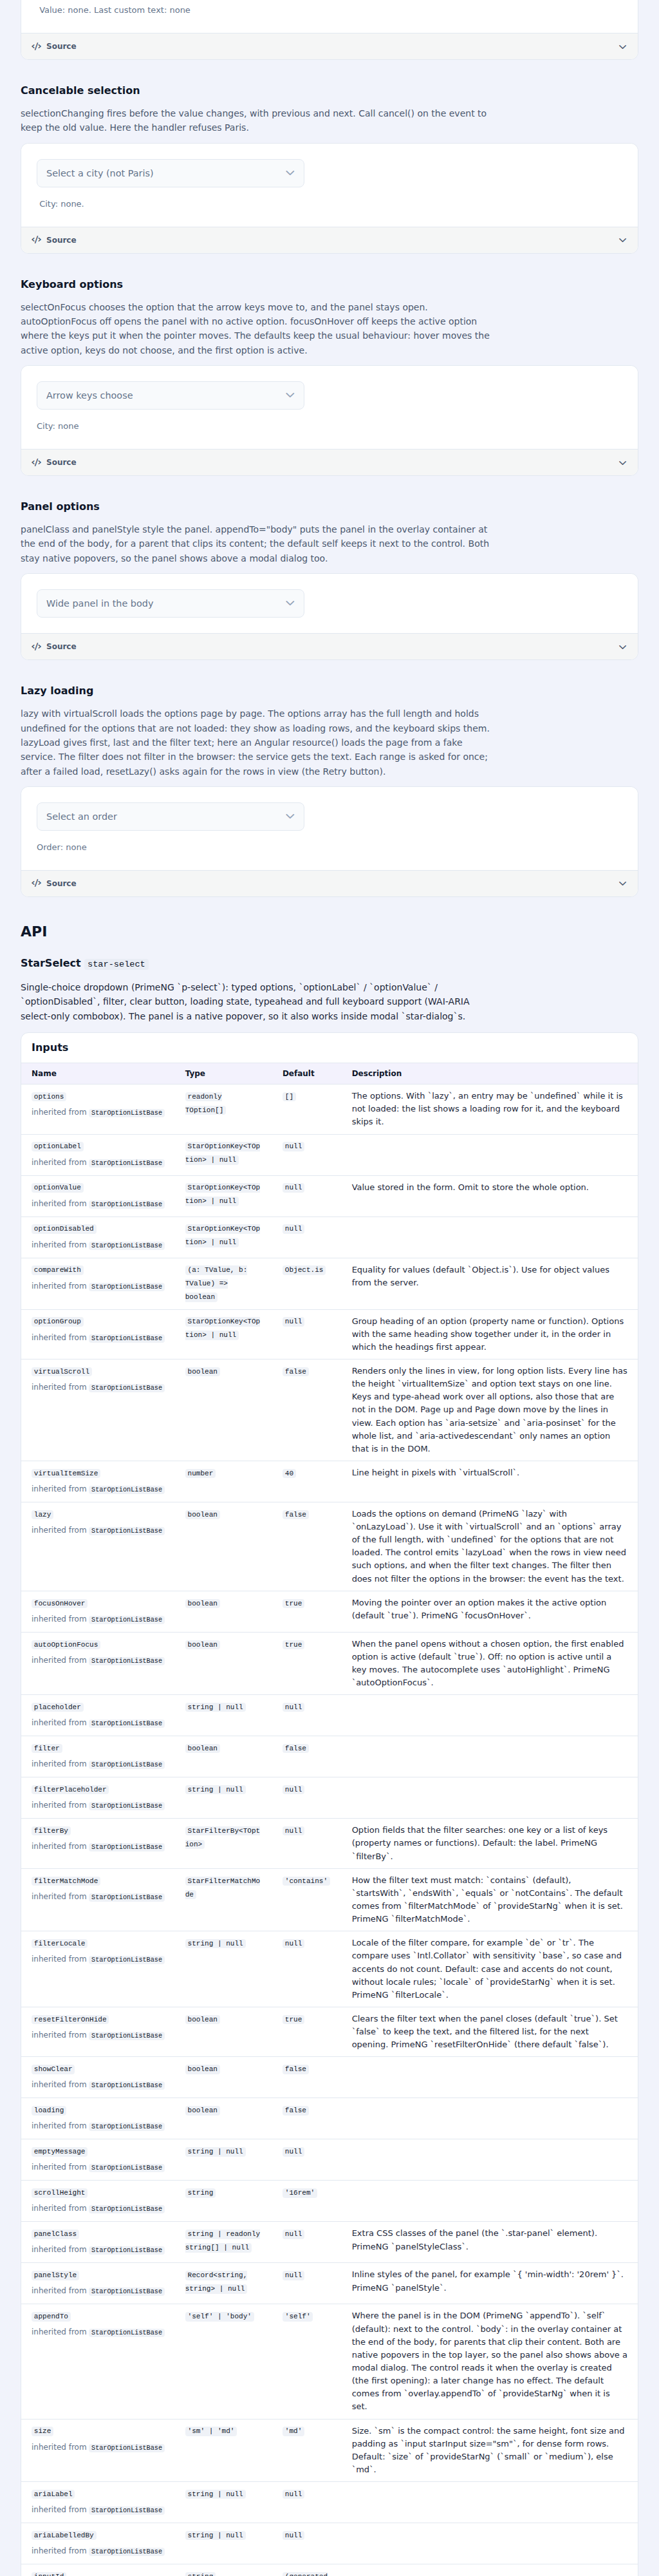 Value: none. Last custom text: none
Source
Cancelable selection
selectionChanging fires before the value changes, with previous and next. Call cancel() on the event to
keep the old value. Here the handler refuses Paris.
Select a city (not Paris)
City: none.
Source
Keyboard options
selectOnFocus chooses the option that the arrow keys move to, and the panel stays open.
autoOptionFocus off opens the panel with no active option. focusOnHover off keeps the active option
where the keys put it when the pointer moves. The defaults keep the usual behaviour: hover moves the
active option, keys do not choose, and the first option is active.
Arrow keys choose
City: none
Source
Panel options
panelClass and panelStyle style the panel. appendTo="body" puts the panel in the overlay container at
the end of the body, for a parent that clips its content; the default self keeps it next to the control. Both
stay native popovers, so the panel shows above a modal dialog too.
Wide panel in the body
Source
Lazy loading
lazy with virtualScroll loads the options page by page. The options array has the full length and holds
undefined for the options that are not loaded: they show as loading rows, and the keyboard skips them.
lazyLoad gives first, last and the filter text; here an Angular resource() loads the page from a fake
service. The filter does not filter in the browser: the service gets the text. Each range is asked for once;
after a failed load, resetLazy() asks again for the rows in view (the Retry button).
Select an order
Order: none
Source
API
StarSelect star-select
Single-choice dropdown (PrimeNG `p-select`): typed options, `optionLabel` / `optionValue` /
`optionDisabled`, filter, clear button, loading state, typeahead and full keyboard support (WAI-ARIA
select-only combobox). The panel is a native popover, so it also works inside modal `star-dialog`s.
Inputs
Name Type Default Description
options readonly [] The options. With `lazy`, an entry may be `undefined` while it is
inherited from StarOptionListBase TOption[] not loaded: the list shows a loading row for it, and the keyboard
skips it.
optionLabel StarOptionKey<TOp null
inherited from StarOptionListBase tion> | null
optionValue StarOptionKey<TOp null Value stored in the form. Omit to store the whole option.
inherited from StarOptionListBase tion> | null
optionDisabled StarOptionKey<TOp null
inherited from StarOptionListBase tion> | null
compareWith (a: TValue, b: Object.is Equality for values (default `Object.is`). Use for object values
inherited from StarOptionListBase TValue) => from the server.
boolean
optionGroup StarOptionKey<TOp null Group heading of an option (property name or function). Options
inherited from StarOptionListBase tion> | null with the same heading show together under it, in the order in
which the headings first appear.
virtualScroll boolean false Renders only the lines in view, for long option lists. Every line has
inherited from StarOptionListBase the height `virtualItemSize` and option text stays on one line.
Keys and type-ahead work over all options, also those that are
not in the DOM. Page up and Page down move by the lines in
view. Each option has `aria-setsize` and `aria-posinset` for the
whole list, and `aria-activedescendant` only names an option
that is in the DOM.
virtualItemSize number 40 Line height in pixels with `virtualScroll`.
inherited from StarOptionListBase
lazy boolean false Loads the options on demand (PrimeNG `lazy` with
inherited from StarOptionListBase `onLazyLoad`). Use it with `virtualScroll` and an `options` array
of the full length, with `undefined` for the options that are not
loaded. The control emits `lazyLoad` when the rows in view need
such options, and when the filter text changes. The filter then
does not filter the options in the browser: the event has the text.
focusOnHover boolean true Moving the pointer over an option makes it the active option
inherited from StarOptionListBase (default `true`). PrimeNG `focusOnHover`.
autoOptionFocus boolean true When the panel opens without a chosen option, the first enabled
inherited from StarOptionListBase option is active (default `true`). Off: no option is active until a
key moves. The autocomplete uses `autoHighlight`. PrimeNG
`autoOptionFocus`.
placeholder string | null null
inherited from StarOptionListBase
filter boolean false
inherited from StarOptionListBase
filterPlaceholder string | null null
inherited from StarOptionListBase
filterBy StarFilterBy<TOpt null Option fields that the filter searches: one key or a list of keys
inherited from StarOptionListBase ion> (property names or functions). Default: the label. PrimeNG
`filterBy`.
filterMatchMode StarFilterMatchMo 'contains' How the filter text must match: `contains` (default),
inherited from StarOptionListBase de `startsWith`, `endsWith`, `equals` or `notContains`. The default
comes from `filterMatchMode` of `provideStarNg` when it is set.
PrimeNG `filterMatchMode`.
filterLocale string | null null Locale of the filter compare, for example `de` or `tr`. The
inherited from StarOptionListBase compare uses `Intl.Collator` with sensitivity `base`, so case and
accents do not count. Default: case and accents do not count,
without locale rules; `locale` of `provideStarNg` when it is set.
PrimeNG `filterLocale`.
resetFilterOnHide boolean true Clears the filter text when the panel closes (default `true`). Set
inherited from StarOptionListBase `false` to keep the text, and the filtered list, for the next
opening. PrimeNG `resetFilterOnHide` (there default `false`).
showClear boolean false
inherited from StarOptionListBase
loading boolean false
inherited from StarOptionListBase
emptyMessage string | null null
inherited from StarOptionListBase
scrollHeight string '16rem'
inherited from StarOptionListBase
panelClass string | readonly null Extra CSS classes of the panel (the `.star-panel` element).
inherited from StarOptionListBase string[] | null PrimeNG `panelStyleClass`.
panelStyle Record<string, null Inline styles of the panel, for example `{ 'min-width': '20rem' }`.
inherited from StarOptionListBase string> | null PrimeNG `panelStyle`.
appendTo 'self' | 'body' 'self' Where the panel is in the DOM (PrimeNG `appendTo`). `self`
inherited from StarOptionListBase (default): next to the control. `body`: in the overlay container at
the end of the body, for parents that clip their content. Both are
native popovers in the top layer, so the panel also shows above a
modal dialog. The control reads it when the overlay is created
(the first opening): a later change has no effect. The default
comes from `overlay.appendTo` of `provideStarNg` when it is
set.
size 'sm' | 'md' 'md' Size. `sm` is the compact control: the same height, font size and
inherited from StarOptionListBase padding as `input starInput size="sm"`, for dense form rows.
Default: `size` of `provideStarNg` (`small` or `medium`), else
`md`.
ariaLabel string | null null
inherited from StarOptionListBase
ariaLabelledBy string | null null
inherited from StarOptionListBase
inputId string (generated